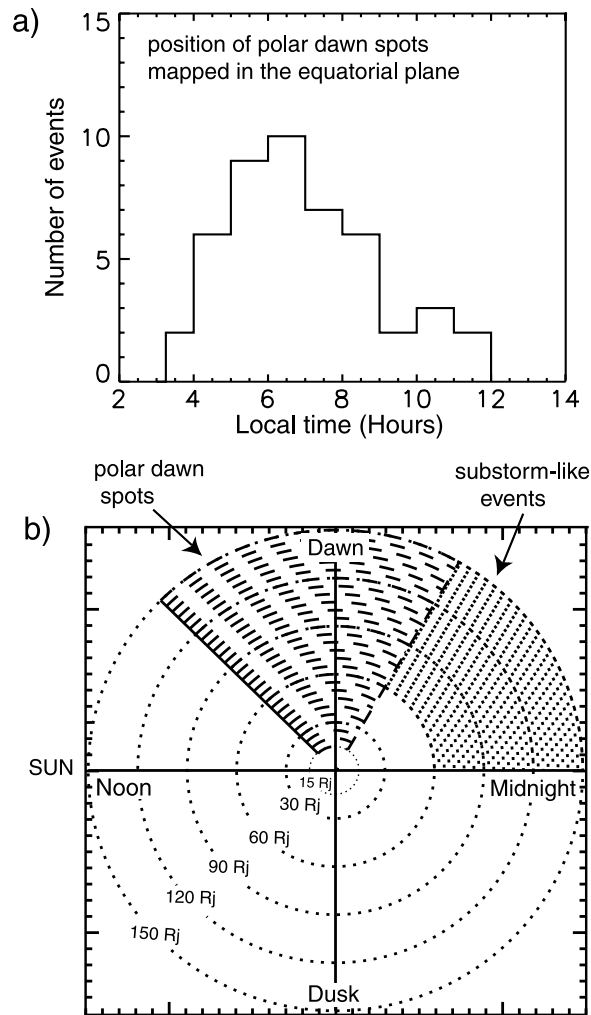 a)
position of polar dawn spots
mapped in the equatorial plane
Number of events
15
10
5
0
2 4 6 8 10 12 14
Local time (Hours)
polar dawn
spots
substorm-like
events
b)
Dawn
SUN
Noon
Midnight
15 Rj
30 Rj
60 Rj
90 Rj
120 Rj
150 Rj
Dusk